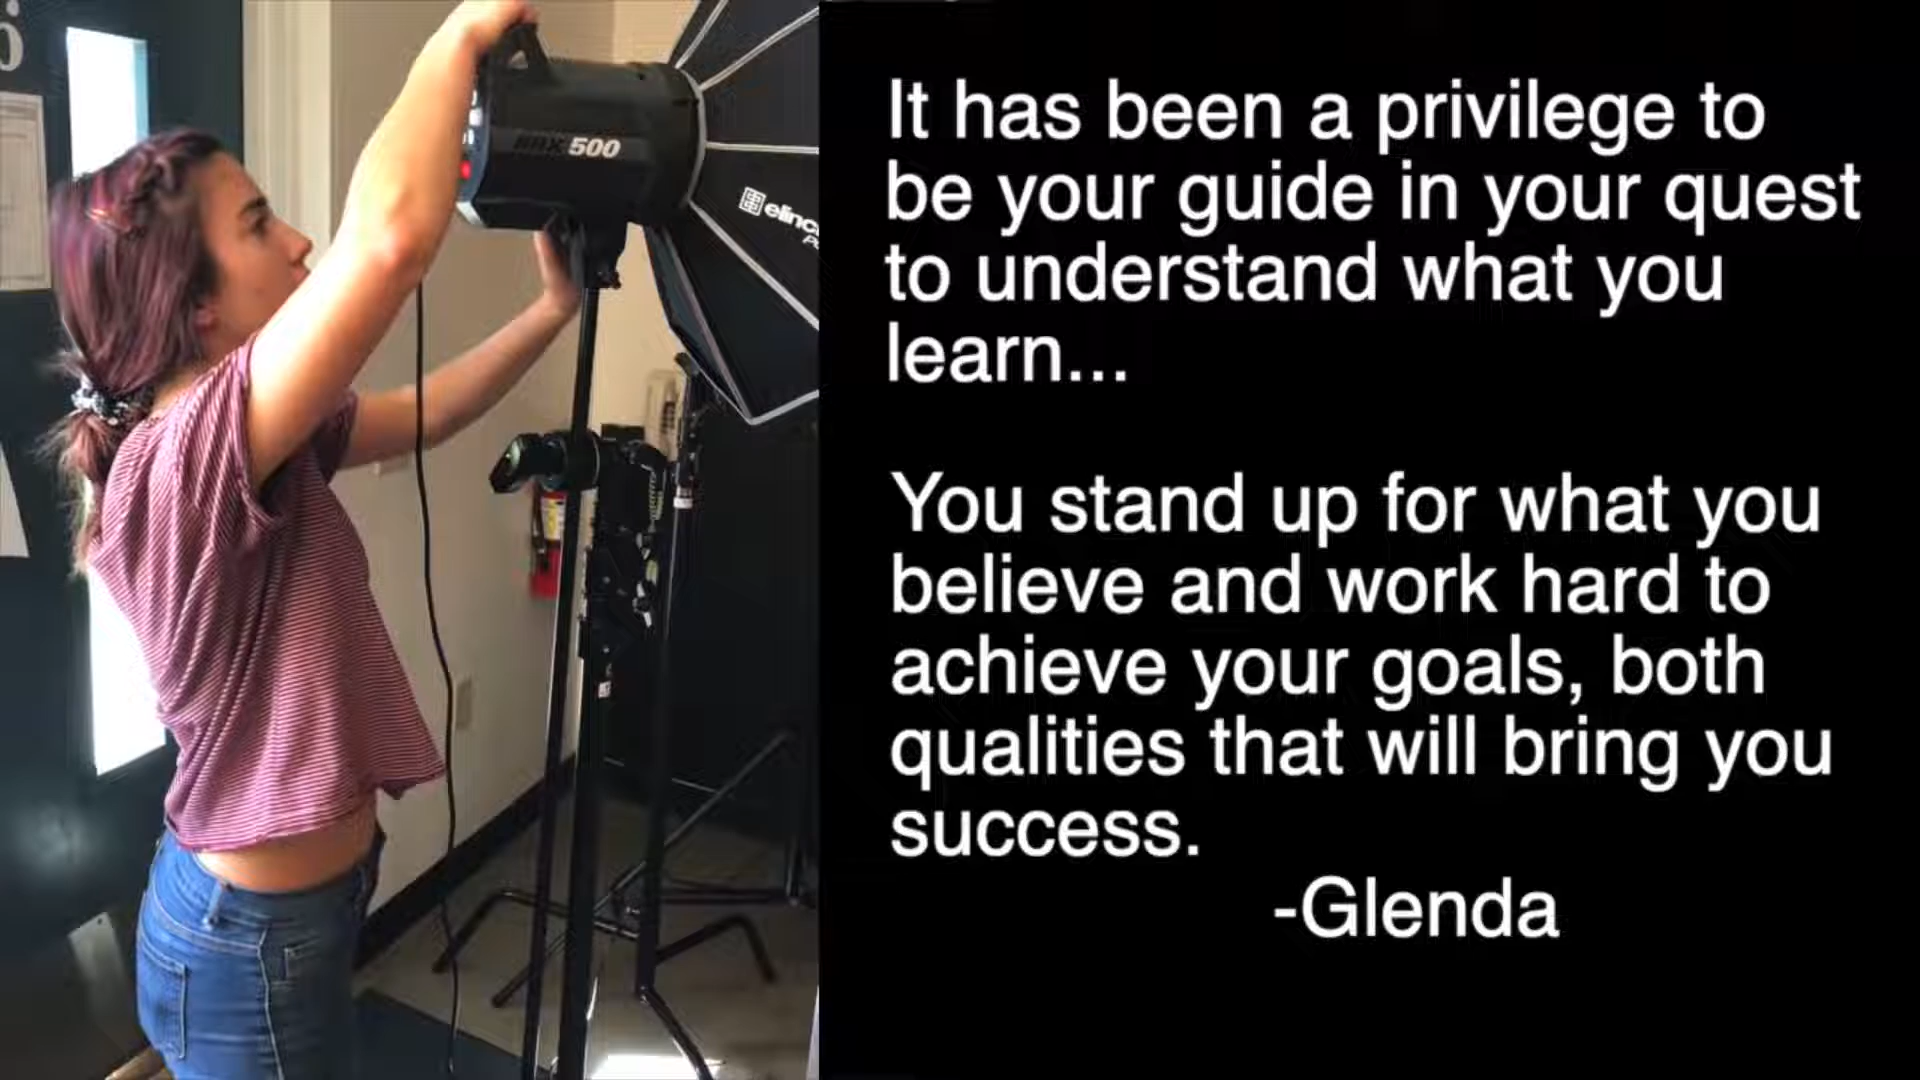 500
It has been a privilege to
be your guide in your quest
to understand what you
learn...
You stand up for what you
believe and work hard to
achieve your goals, both
qualities that will bring you
success.
-Glenda